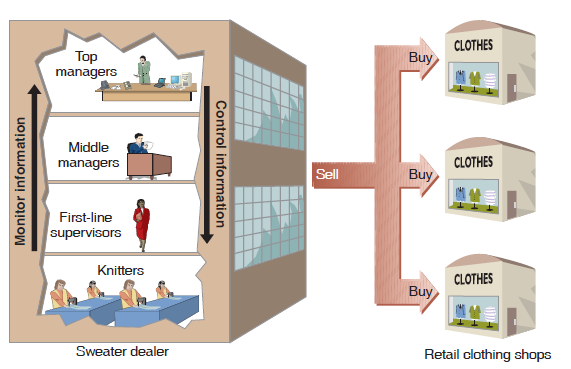 Top
managers
Middle
managers
First-line
supervisors
Knitters
Monitor information
Control information
Sweater dealer
Sell
Buy
CLOTHES
Buy
CLOTHES
Buy
CLOTHES
Retail clothing shops